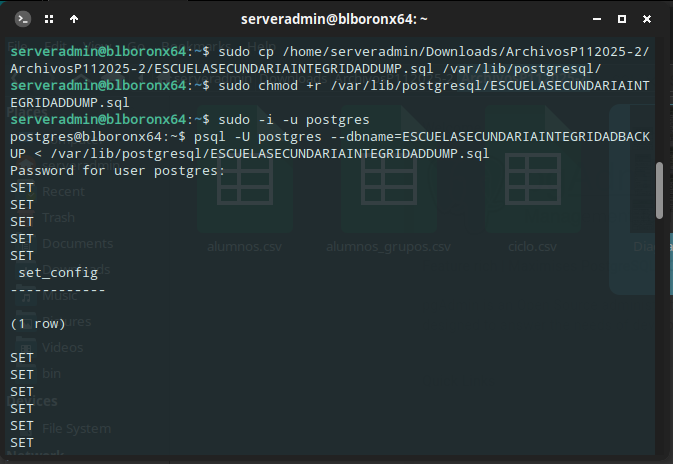 serveradmin@blboronx64: ~
serveradmin@blboronx64:~$ sudo cp /home/serveradmin/Downloads/ArchivosP112025-2/
ArchivosP112025-2/ESCUELASECUNDARIAINTEGRIDADDUMP.sql /var/lib/postgresql/
serveradmin@blboronx64:~$ sudo chmod +r /var/lib/postgresql/ESCUELASECUNDARIAINT
EGRIDADDUMP.sql
serveradmin@blboronx64:~$ sudo -i -u postgres
postgres@blboronx64:~$ psql -U postgres --dbname=ESCUELASECUNDARIAINTEGRIDADBACK
UP < /var/lib/postgresql/ESCUELASECUNDARIAINTEGRIDADDUMP.sql
Password for user postgres:
SET
SET
SET
SET
SET
 set_config
------------

(1 row)

SET
SET
SET
SET
SET
SET
Recent
Trash
Documents
Music
Pictures
Videos
bin
Devices
File System
alumnos.csv
alumnos_grupos.csv
ciclo.csv